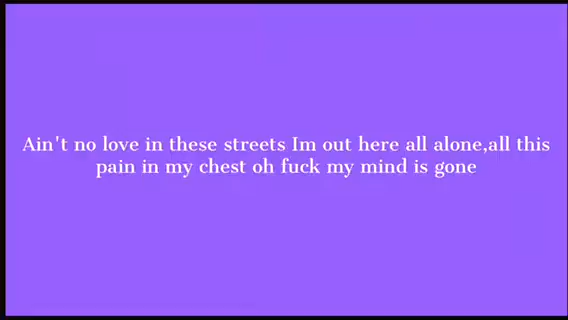 Ain't no love in these streets Im out here all alone,all this
pain in my chest oh fuck my mind is gone